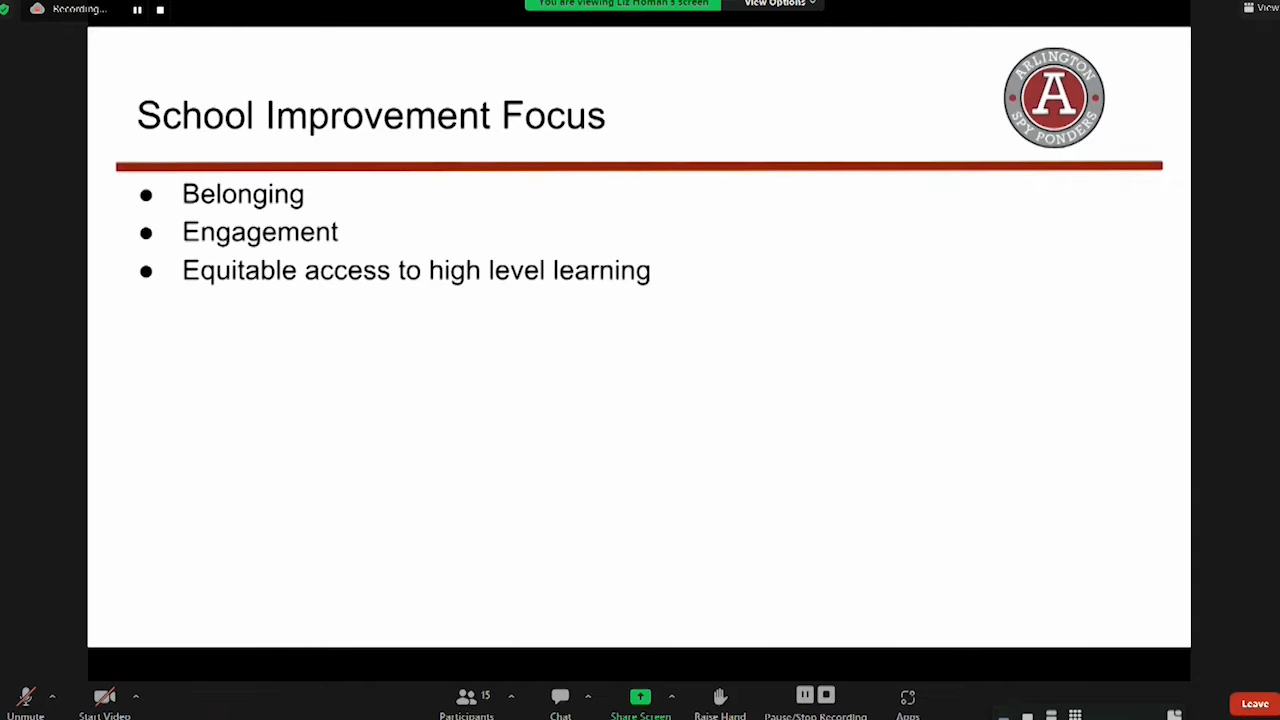 Recording...
You are viewing Liz Homan's screen
View Options
View
School Improvement Focus
ARLINGTON
A
SPY PONDERS
● Belonging
● Engagement
● Equitable access to high level learning
Unmute
Start Video
15
Participants
Chat
Share Screen
Raise Hand
Pause/Stop Recording
Apps
Leave